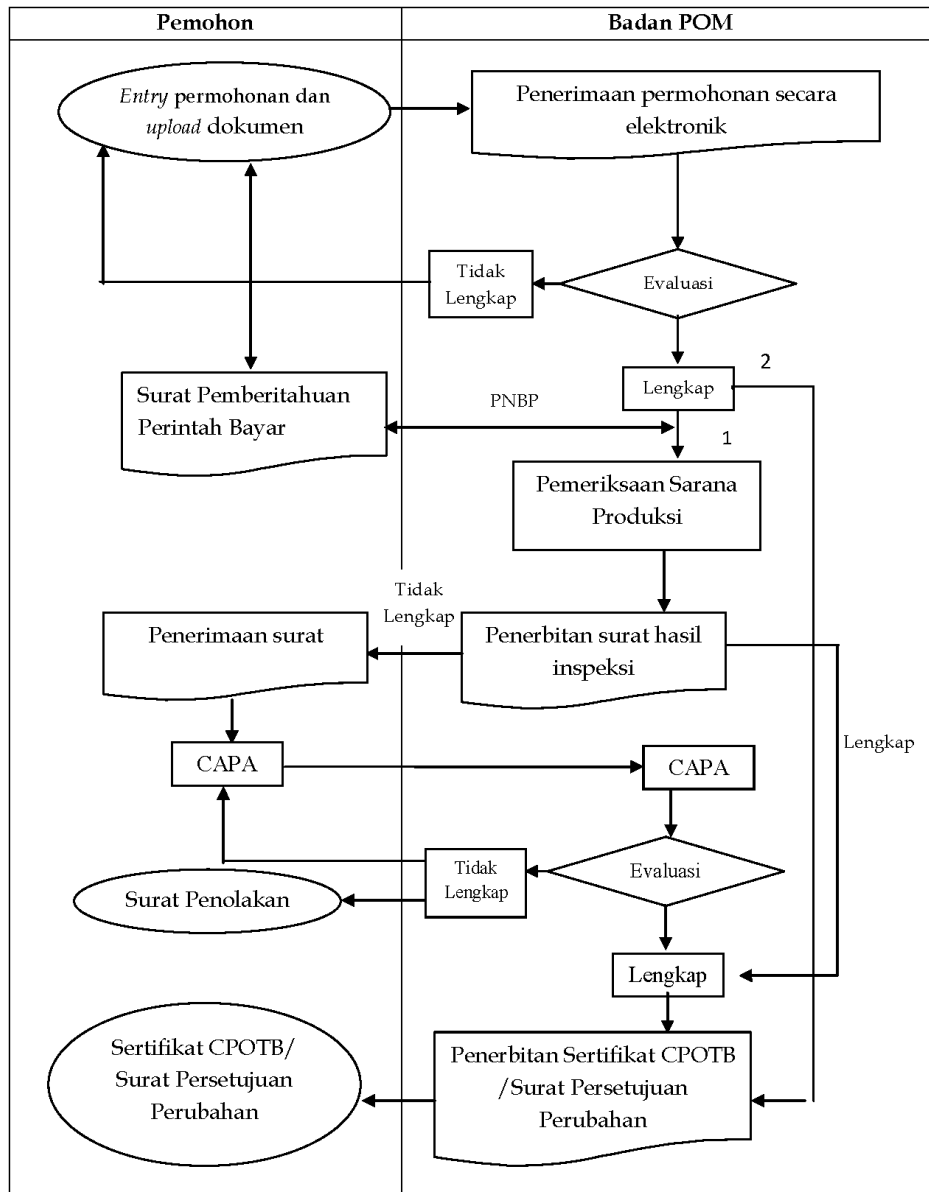 Pemohon
Badan POM
Entry permohonan dan
upload dokumen
Penerimaan permohonan secara
elektronik
Tidak
Lengkap
Evaluasi
Lengkap
2
Surat Pemberitahuan
Perintah Bayar
PNBP
1
Pemeriksaan Sarana
Produksi
Tidak
Lengkap
Penerimaan surat
Penerbitan surat hasil
inspeksi
Lengkap
CAPA
CAPA
Tidak
Lengkap
Evaluasi
Surat Penolakan
Lengkap
Sertifikat CPOTB/
Surat Persetujuan
Perubahan
Penerbitan Sertifikat CPOTB
/Surat Persetujuan
Perubahan